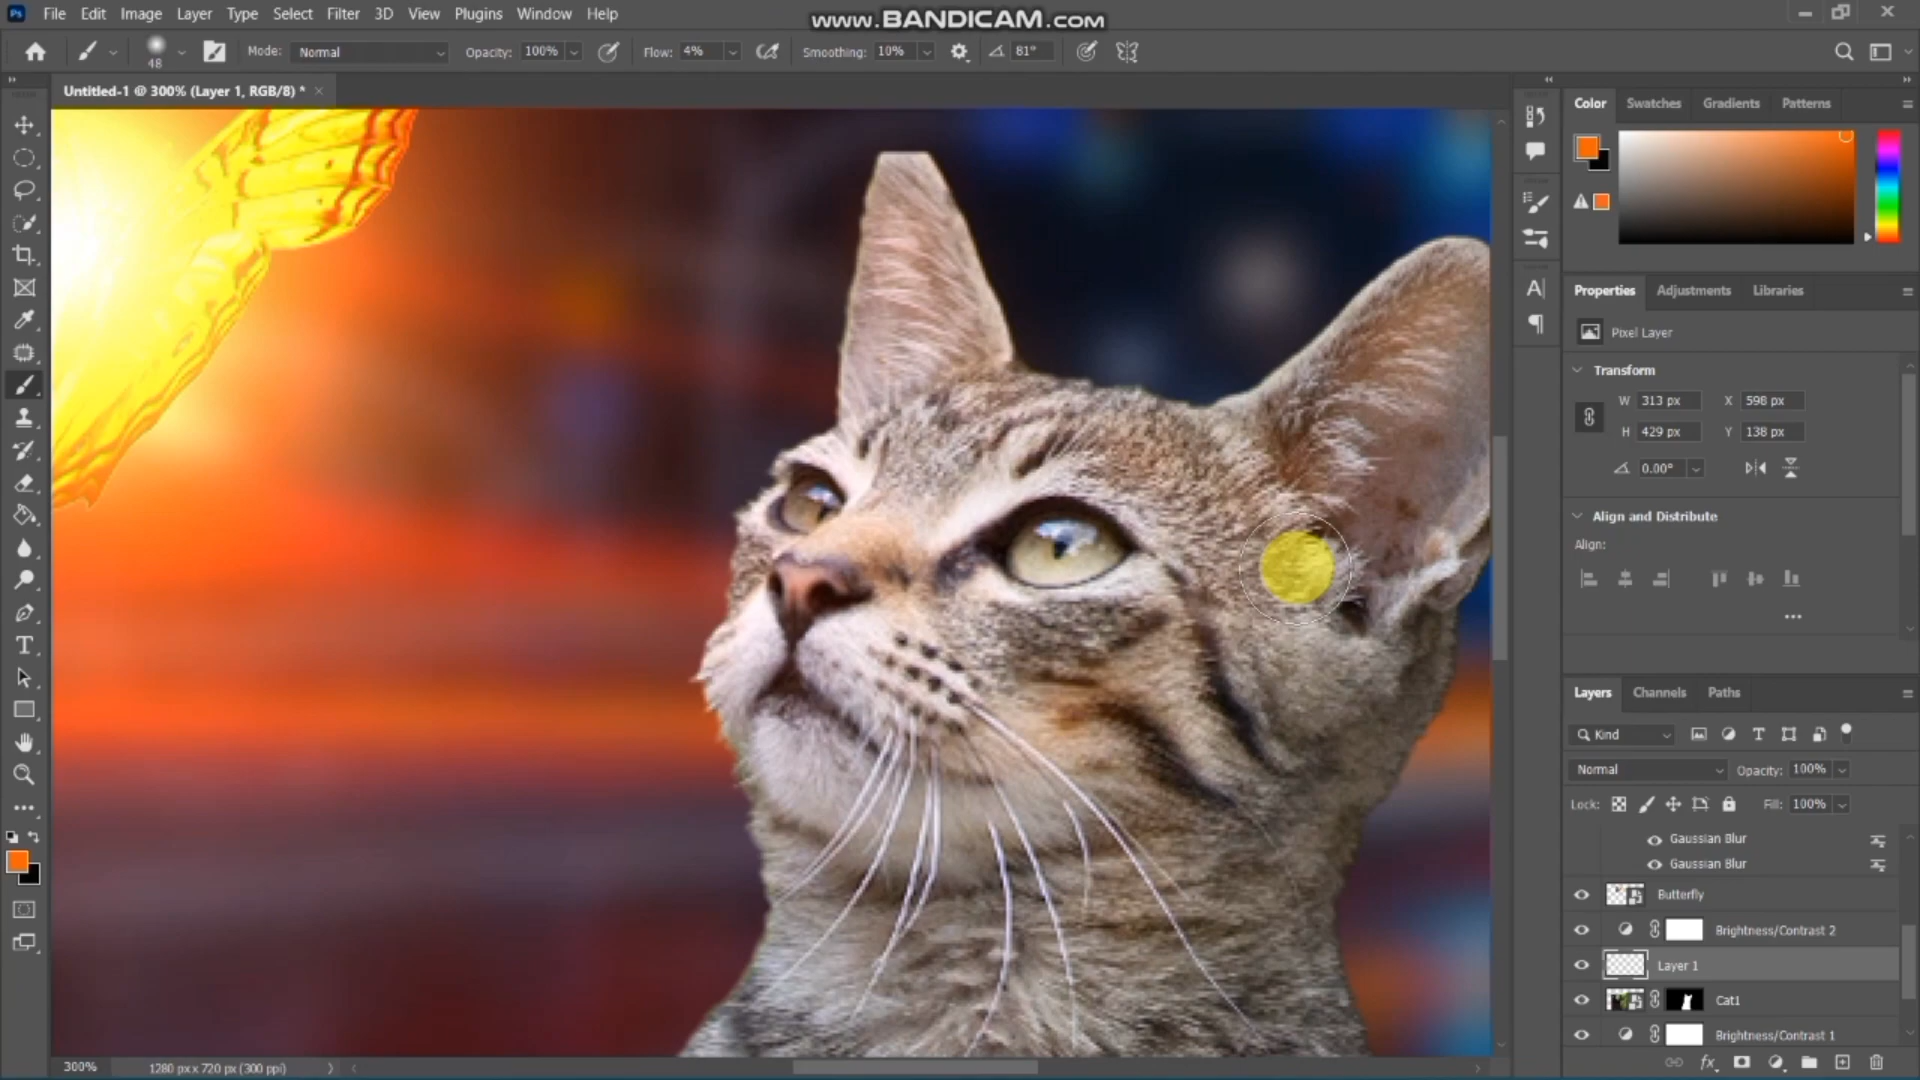 File Edit Image Layer Type Select Filter 3D View Plugins Window Help
www.BANDICAM.com
48
Mode: Normal
Opacity: 100%
Flow: 4%
Smoothing: 10%
81°
Untitled-1 @ 300% (Layer 1, RGB/8) *
Color Swatches Gradients Patterns
Properties Adjustments Libraries
Pixel Layer
Transform
W 313 px X 598 px
H 429 px Y 138 px
0.00°
Align and Distribute
Align:
Layers Channels Paths
Kind
Normal Opacity: 100%
Lock: Fill: 100%
Gaussian Blur
Gaussian Blur
Butterfly
Brightness/Contrast 2
Layer 1
Cat1
Brightness/Contrast 1
300% 1280 px x 720 px (300 ppi)